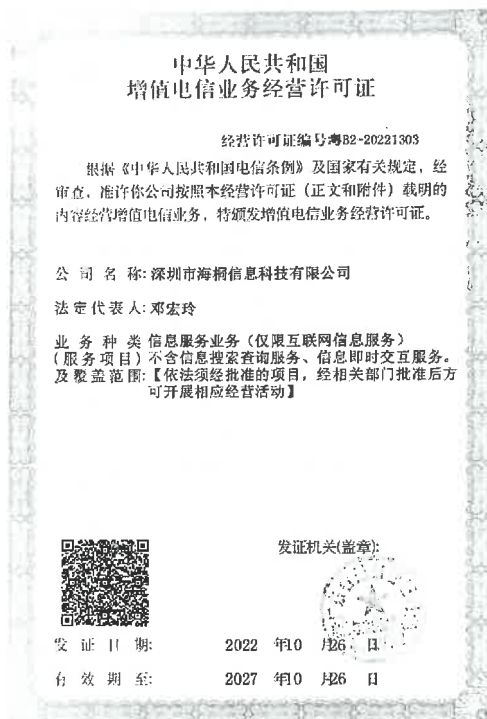 中华人民共和国
增值电信业务经营许可证
经营许可证编号粤B2-20221303
根据《中华人民共和国电信条例》及国家有关规定，经
审查，准许你公司按照本经营许可证（正文和附件）载明的
内容经营增值电信业务，特颁发增值电信业务经营许可证。
公司名称:深圳市海桐信息科技有限公司
法定代表人:邓宏玲
业务种类 信息服务业务（仅限互联网信息服务）
(服务项目) 不含信息搜索查询服务、信息即时交互服务。
及覆盖范围:【依法须经批准的项目，经相关部门批准后方
可开展相应经营活动】
发证机关(盖章):
发证日期: 2022 年10 月26 日
有效期至: 2027 年10 月26 日